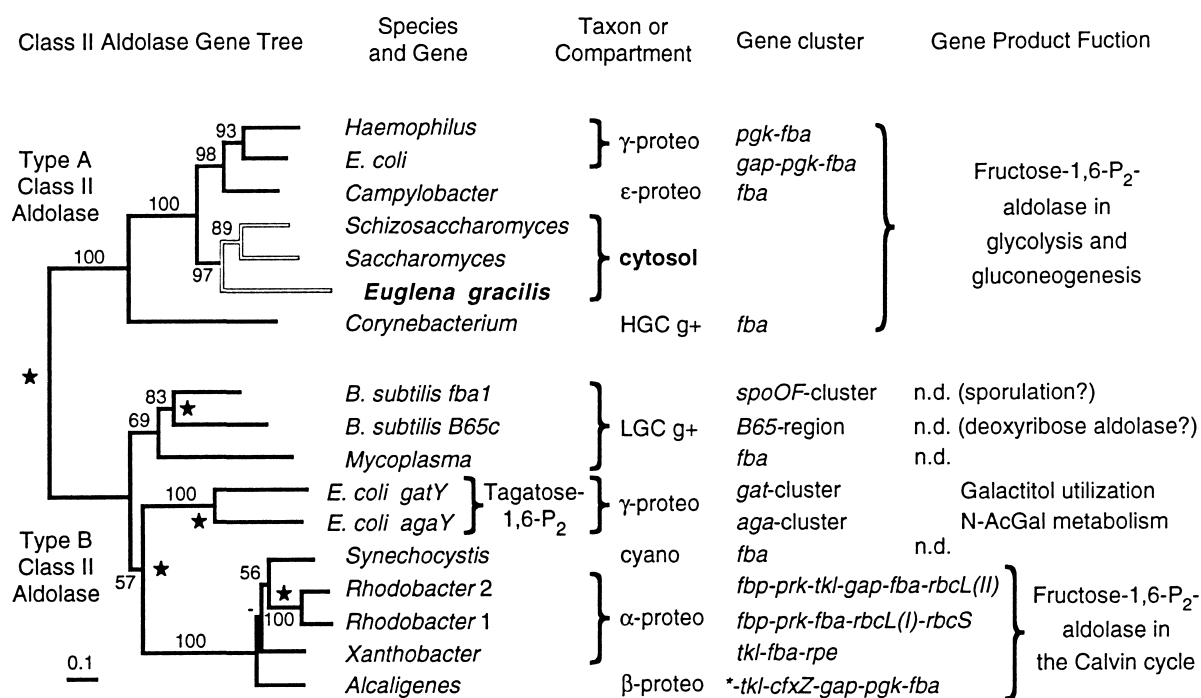 Class II Aldolase Gene Tree
Species and Gene
Taxon or Compartment
Gene cluster
Gene Product Fuction
Type A
Class II
Aldolase
93
98
100
89
97
100
Haemophilus
γ-proteo
pgk-fba
E. coli
gap-pgk-fba
Campylobacter
ε-proteo
fba
Schizosaccharomyces
Saccharomyces
cytosol
Euglena gracilis
Corynebacterium
HGC g+
fba
Fructose-1,6-P2-
aldolase in
glycolysis and
gluconeogenesis
★
83
★
69
B. subtilis fba1
spoOF-cluster
n.d. (sporulation?)
B. subtilis B65c
LGC g+
B65-region
n.d. (deoxyribose aldolase?)
Mycoplasma
fba
n.d.
100
★
E. coli gatY
Tagatose-
1,6-P2
γ-proteo
gat-cluster
Galactitol utilization
E. coli agaY
aga-cluster
N-AcGal metabolism
Type B
Class II
Aldolase
57
★
56
★
-
100
100
Synechocystis
cyano
fba
n.d.
Rhodobacter 2
fbp-prk-tkl-gap-fba-rbcL(II)
Rhodobacter 1
α-proteo
fbp-prk-fba-rbcL(I)-rbcS
Xanthobacter
tkl-fba-rpe
Alcaligenes
β-proteo
*-tkl-cfxZ-gap-pgk-fba
Fructose-1,6-P2-
aldolase in
the Calvin cycle
0.1